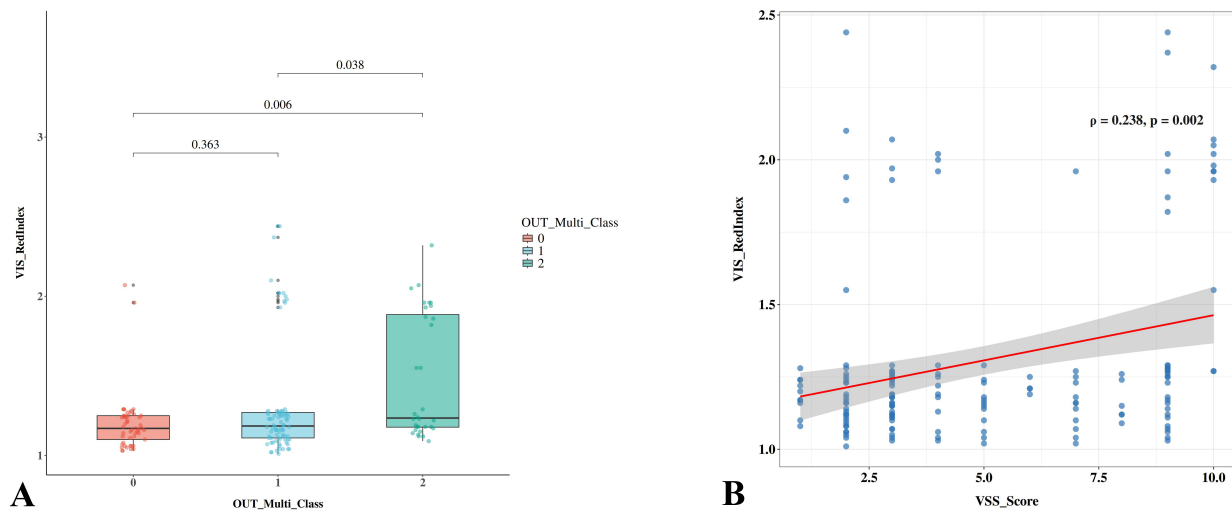 3
2
1
VIS_RedIndex
0.038
0.006
0.363
0
1
2
OUT_Multi_Class
OUT_Multi_Class
0
1
2
A
2.5
2.0
1.5
1.0
VIS_RedIndex
ρ = 0.238, p = 0.002
2.5
5.0
7.5
10.0
VSS_Score
B